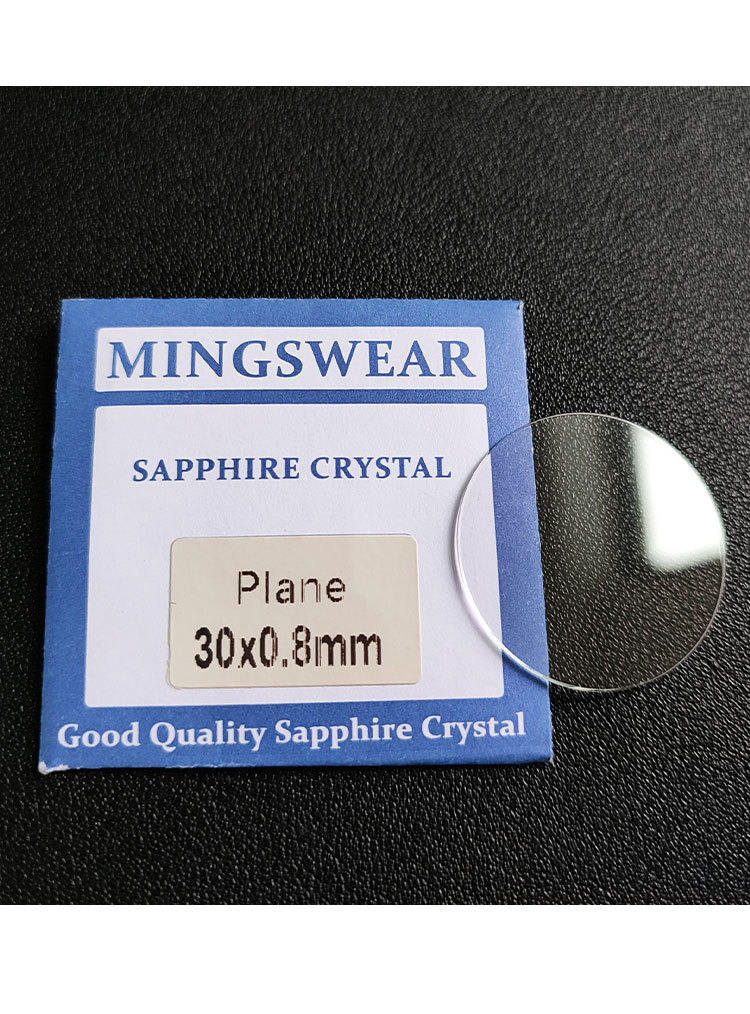 MINGSWEAR
SAPPHIRE CRYSTAL
Plane
30x0.8mm
Good Quality Sapphire Crystal